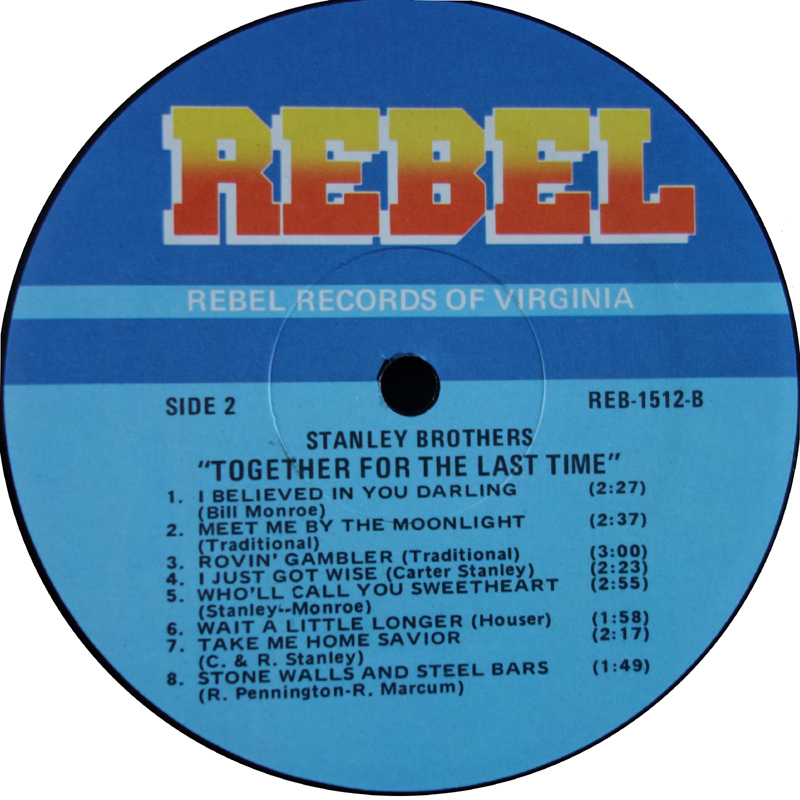 REBEL
REBEL RECORDS OF VIRGINIA
SIDE 2 REB-1512-B
STANLEY BROTHERS
"TOGETHER FOR THE LAST TIME"
1. I BELIEVED IN YOU DARLING (2:27)
(Bill Monroe)
2. MEET ME BY THE MOONLIGHT (2:37)
(Traditional)
3. ROVIN' GAMBLER (Traditional) (3:00)
4. I JUST GOT WISE (Carter Stanley) (2:23)
5. WHO'LL CALL YOU SWEETHEART (2:55)
(Stanley--Monroe)
6. WAIT A LITTLE LONGER (Houser) (1:58)
7. TAKE ME HOME SAVIOR (2:17)
(C. & R. Stanley)
8. STONE WALLS AND STEEL BARS (1:49)
(R. Pennington-R. Marcum)